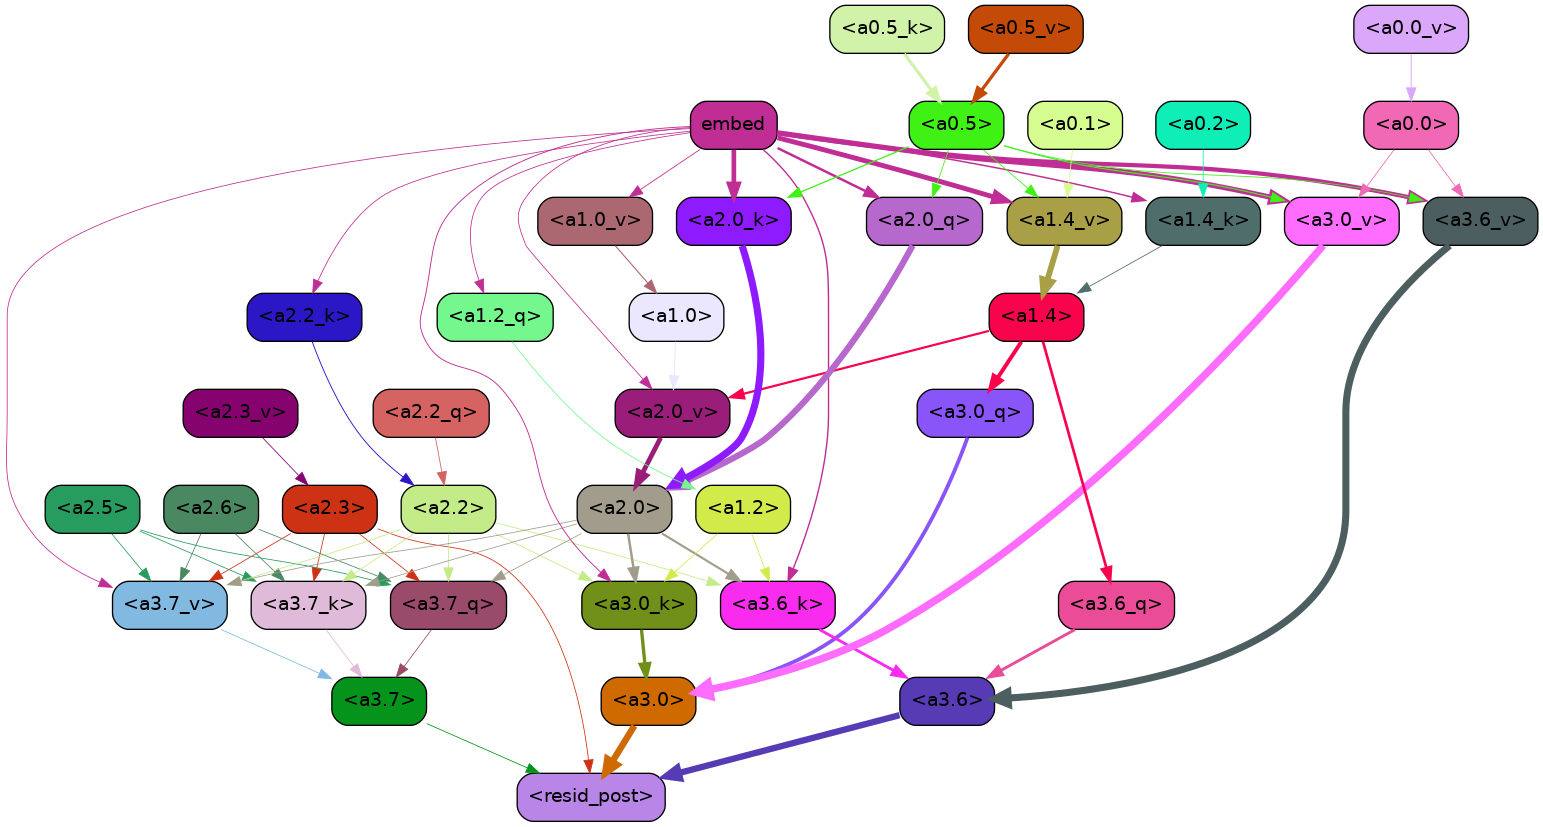 <a0.5_k> <a0.5_v> <a0.0_v>
embed <a0.5> <a0.1> <a0.2> <a0.0>
<a1.0_v> <a2.0_k> <a2.0_q> <a1.4_v> <a1.4_k> <a3.0_v> <a3.6_v>
<a2.2_k> <a1.2_q> <a1.0> <a1.4>
<a2.3_v> <a2.2_q> <a2.0_v> <a3.0_q>
<a2.5> <a2.6> <a2.3> <a2.2> <a2.0> <a1.2>
<a3.7_v> <a3.7_k> <a3.7_q> <a3.0_k> <a3.6_k> <a3.6_q>
<a3.7> <a3.0> <a3.6>
<resid_post>